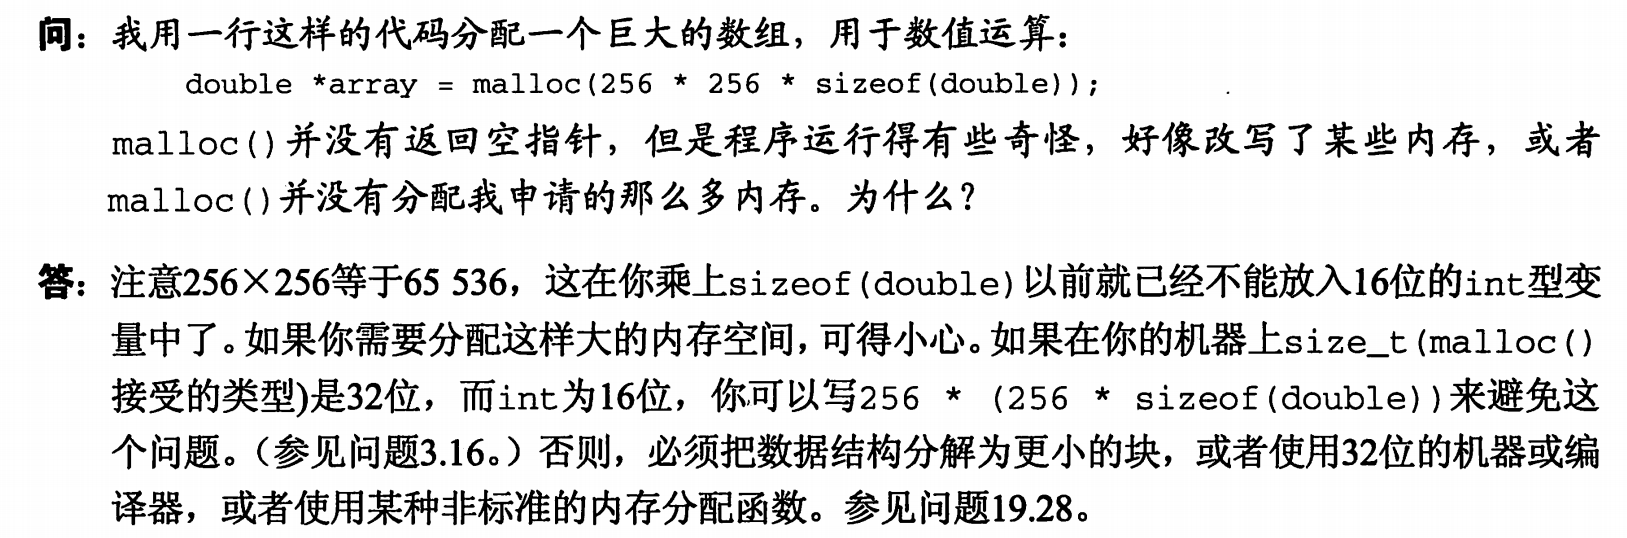 问：我用一行这样的代码分配一个巨大的数组，用于数值运算：
double *array = malloc(256 * 256 * sizeof(double));
malloc()并没有返回空指针，但是程序运行得有些奇怪，好像改写了某些内存，或者
malloc()并没有分配我申请的那么多内存。为什么？
答：注意256×256等于65 536，这在你乘上sizeof(double)以前就已经不能放入16位的int型变
量中了。如果你需要分配这样大的内存空间，可得小心。如果在你的机器上size_t(malloc()
接受的类型)是32位，而int为16位，你可以写256 * (256 * sizeof(double))来避免这
个问题。（参见问题3.16。）否则，必须把数据结构分解为更小的块，或者使用32位的机器或编
译器，或者使用某种非标准的内存分配函数。参见问题19.28。